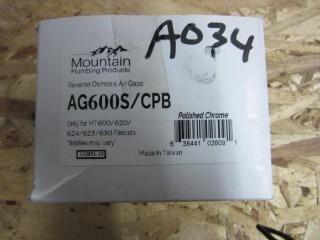 A034
Mountain
Plumbing Products
Reverse Osmosis Air Gaps
AG600S/CPB
Only for MT600/620/
624/625/630 Faucets
"finishes may vary"
Polished Chrome
6 38441 02809 1
Made in Taiwan